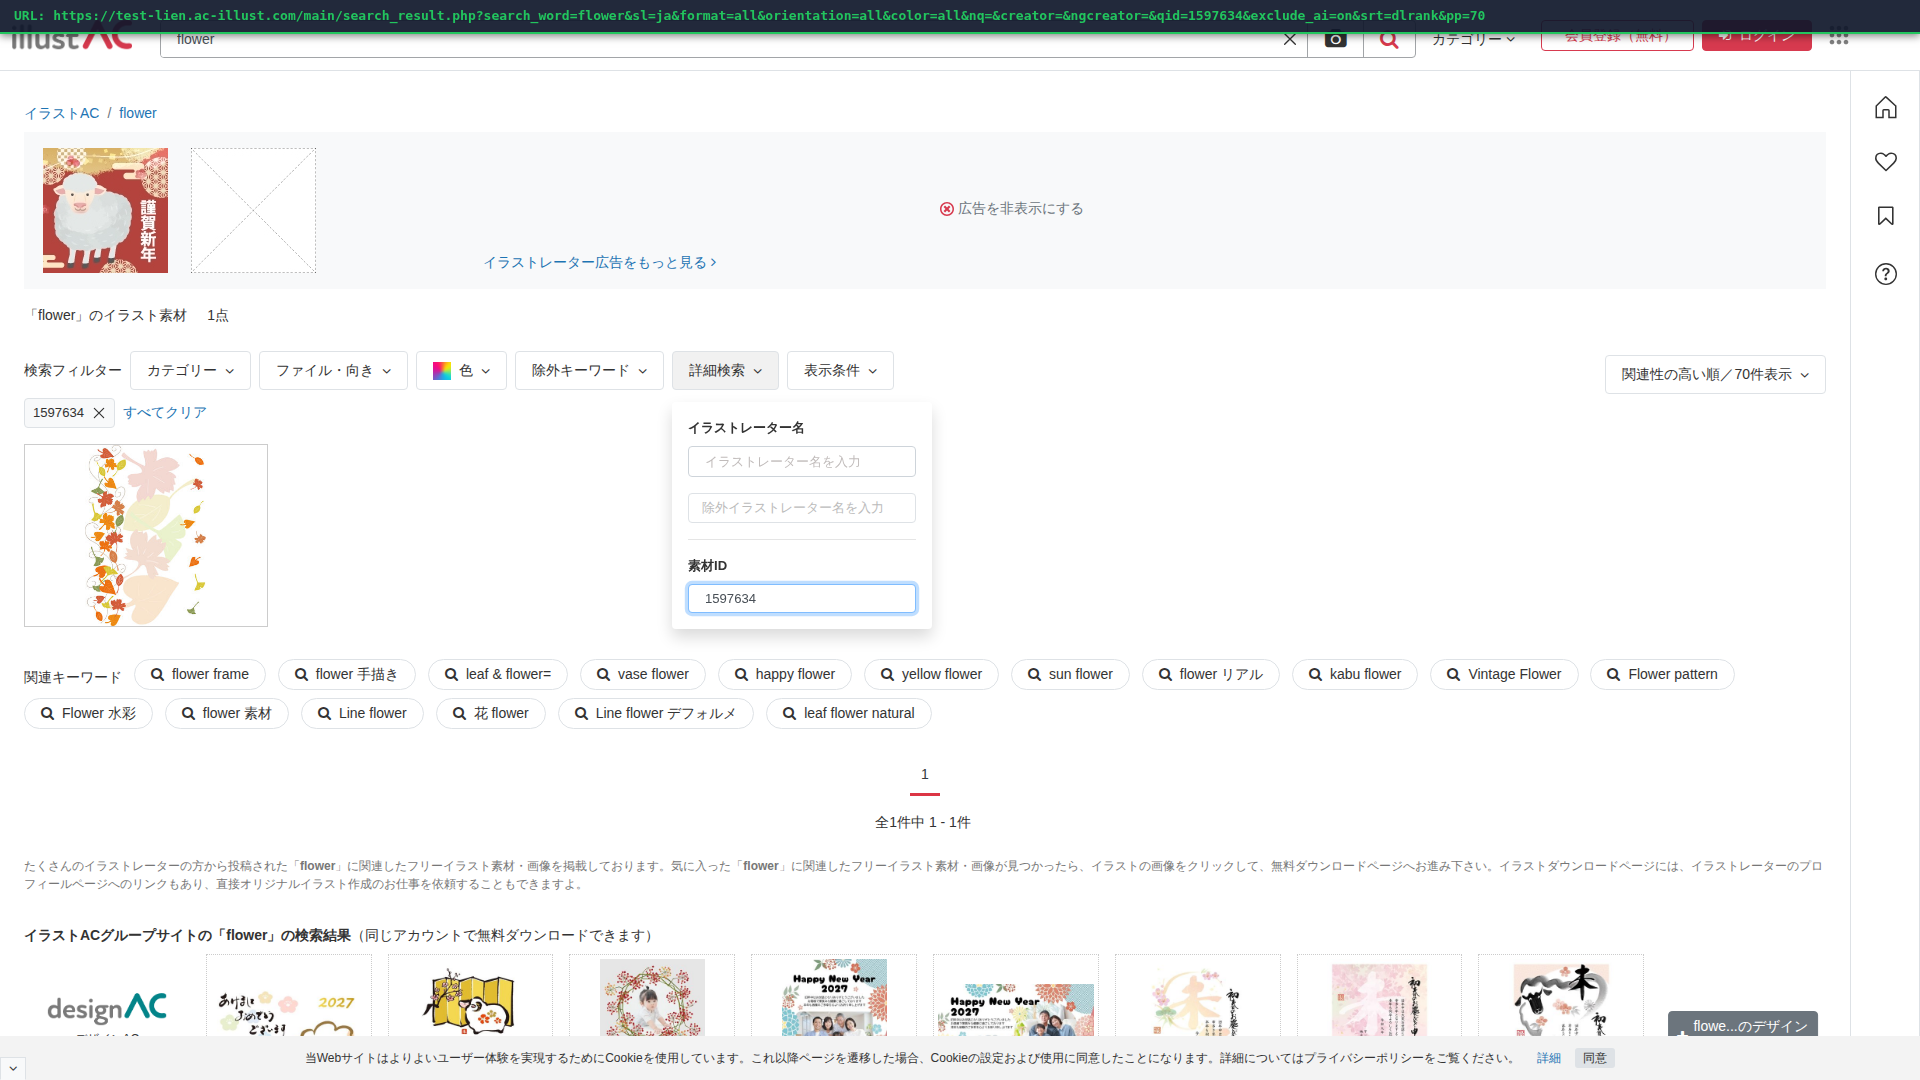 URL: https://test-lien.ac-illust.com/main/search_result.php?search_word=flower&sl=ja&format=all&orientation=all&color=all&nq=&creator=&ngcreator=&qid=1597634&exclude_ai=on&srt=dlrank&pp=70
illust AC
flower
カテゴリー
会員登録（無料）
ログイン
イラストAC / flower
謹賀新年
広告を非表示にする
イラストレーター広告をもっと見る
「flower」のイラスト素材 1点
検索フィルター カテゴリー ファイル・向き 色 除外キーワード 詳細検索 表示条件
関連性の高い順／70件表示
1597634 すべてクリア
イラストレーター名
イラストレーター名を入力
除外イラストレーター名を入力
素材ID
1597634
関連キーワード flower frame flower 手描き leaf & flower= vase flower happy flower yellow flower sun flower flower リアル kabu flower Vintage Flower Flower pattern
Flower 水彩 flower 素材 Line flower 花 flower Line flower デフォルメ leaf flower natural
1
全1件中 1 - 1件
たくさんのイラストレーターの方から投稿された「flower」に関連したフリーイラスト素材・画像を掲載しております。気に入った「flower」に関連したフリーイラスト素材・画像が見つかったら、イラストの画像をクリックして、無料ダウンロードページへお進み下さい。イラストダウンロードページには、イラストレーターのプロ
フィールページへのリンクもあり、直接オリジナルイラスト作成のお仕事を依頼することもできますよ。
イラストACグループサイトの「flower」の検索結果（同じアカウントで無料ダウンロードできます）
design AC
あけまして
おめでとう
ございます
2027
Happy New Year
2027
Happy New Year
2027
flowe...のデザイン
当Webサイトはよりよいユーザー体験を実現するためにCookieを使用しています。これ以降ページを遷移した場合、Cookieの設定および使用に同意したことになります。詳細についてはプライバシーポリシーをご覧ください。 詳細 同意